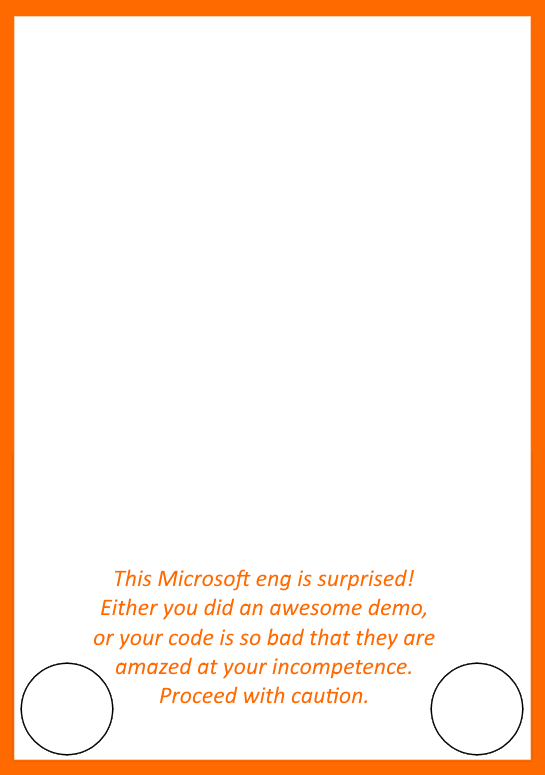 This Microsoft eng is surprised!
Either you did an awesome demo,
or your code is so bad that they are
amazed at your incompetence.
Proceed with caution.